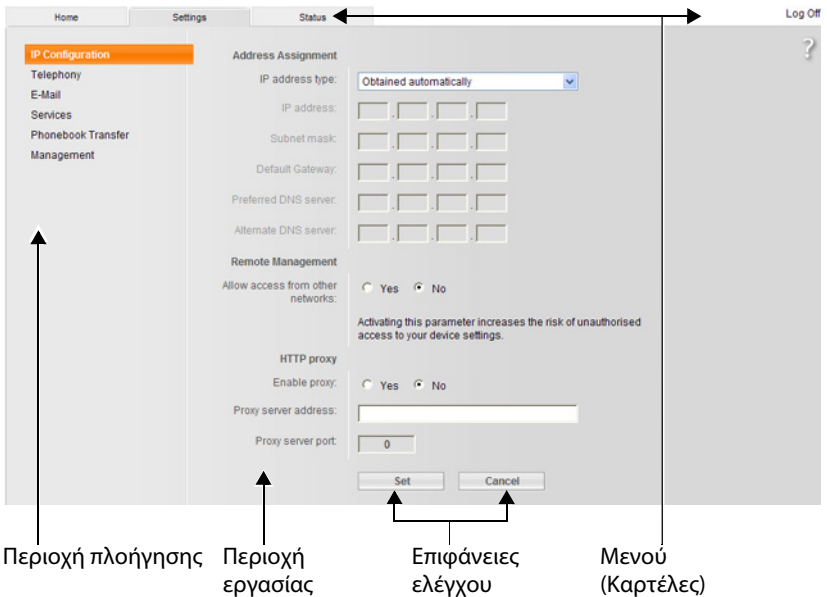 Home Settings Status Log Off
?
IP Configuration
Telephony
E-Mail
Services
Phonebook Transfer
Management
Address Assignment
IP address type: Obtained automatically
IP address: . . .
Subnet mask: . . .
Default Gateway: . . .
Preferred DNS server: . . .
Alternate DNS server: . . .
Remote Management
Allow access from other
networks: Yes No
Activating this parameter increases the risk of unauthorised
access to your device settings.
HTTP proxy
Enable proxy: Yes No
Proxy server address:
Proxy server port: 0
Set Cancel
Περιοχή πλοήγησης
Περιοχή
εργασίας
Επιφάνειες
ελέγχου
Μενού
(Καρτέλες)